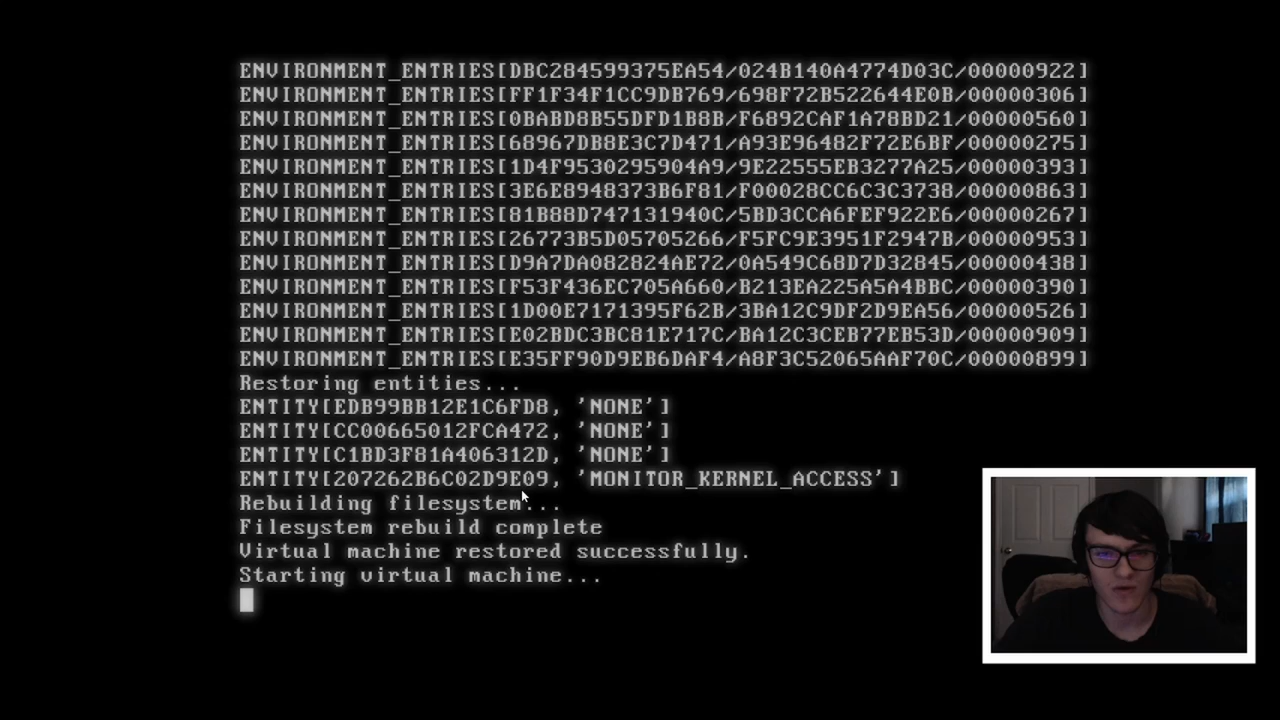 ENVIRONMENT_ENTRIES[DBC284599375EA54/024B140A4774D03C/00000922]
ENVIRONMENT_ENTRIES[FF1F34F1CC9DB769/698F72B522644E0B/00000306]
ENVIRONMENT_ENTRIES[0BABD8B55DFD1B8B/F6892CAF1A78BD21/00000560]
ENVIRONMENT_ENTRIES[68967DB8E3C7D471/A93E96482F72E6BF/00000275]
ENVIRONMENT_ENTRIES[1D4F9530295904A9/9E22555EB3277A25/00000393]
ENVIRONMENT_ENTRIES[3E6E8948373B6F81/F00028CC6C3C3738/00000863]
ENVIRONMENT_ENTRIES[81B88D747131940C/5BD3CCA6FEF922E6/00000267]
ENVIRONMENT_ENTRIES[26773B5D05705266/F5FC9E3951F2947B/00000953]
ENVIRONMENT_ENTRIES[D9A7DA082824AE72/0A549C68D7D32845/00000438]
ENVIRONMENT_ENTRIES[F53F436EC705A660/B213EA225A5A4BBC/00000390]
ENVIRONMENT_ENTRIES[1D00E7171395F62B/3BA12C9DF2D9EA56/00000526]
ENVIRONMENT_ENTRIES[E02BDC3BC81E717C/BA12C3CEB77EB53D/00000909]
ENVIRONMENT_ENTRIES[E35FF90D9EB6DAF4/A8F3C52065AAF70C/00000899]
Restoring entities...
ENTITY[EDB99BB12E1C6FD8, 'NONE']
ENTITY[CC00665012FCA472, 'NONE']
ENTITY[C1BD3F81A406312D, 'NONE']
ENTITY[207262B6C02D9E09, 'MONITOR_KERNEL_ACCESS']
Rebuilding filesystem...
Filesystem rebuild complete
Virtual machine restored successfully.
Starting virtual machine...